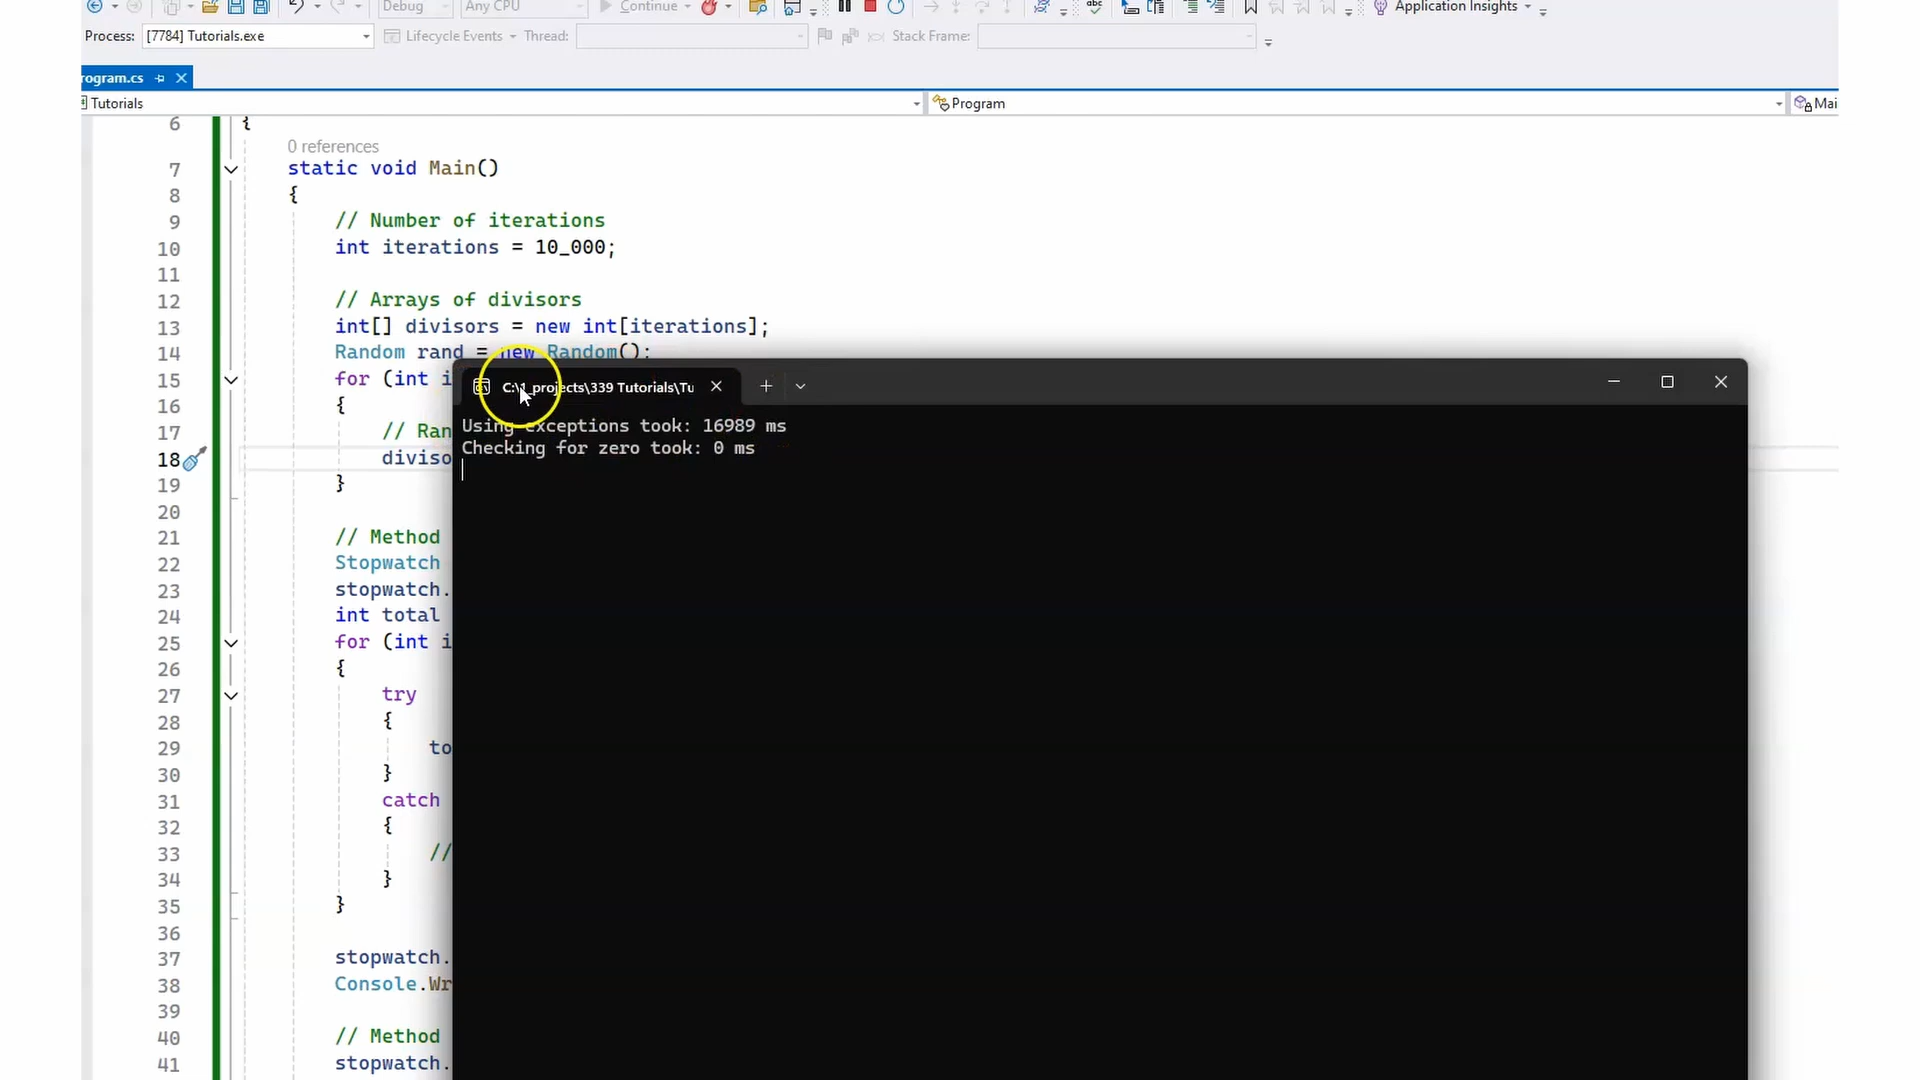 Debug Any CPU Continue Application Insights
Process: [7784] Tutorials.exe Lifecycle Events Thread: Stack Frame:
rogram.cs
Tutorials Program Mai
6 {
0 references
7 static void Main()
8 {
9 // Number of iterations
10 int iterations = 10_000;
11
12 // Arrays of divisors
13 int[] divisors = new int[iterations];
14 Random rand = new Random();
15 for (int i
16 {
17 // Ran
18 diviso
19 }
20
21 // Method
22 Stopwatch
23 stopwatch.
24 int total
25 for (int i
26 {
27 try
28 {
29 to
30 }
31 catch
32 {
33 //
34 }
35 }
36
37 stopwatch.
38 Console.Wr
39
40 // Method
41 stopwatch.
C:\1_projects\339 Tutorials\Tu
Using exceptions took: 16989 ms
Checking for zero took: 0 ms